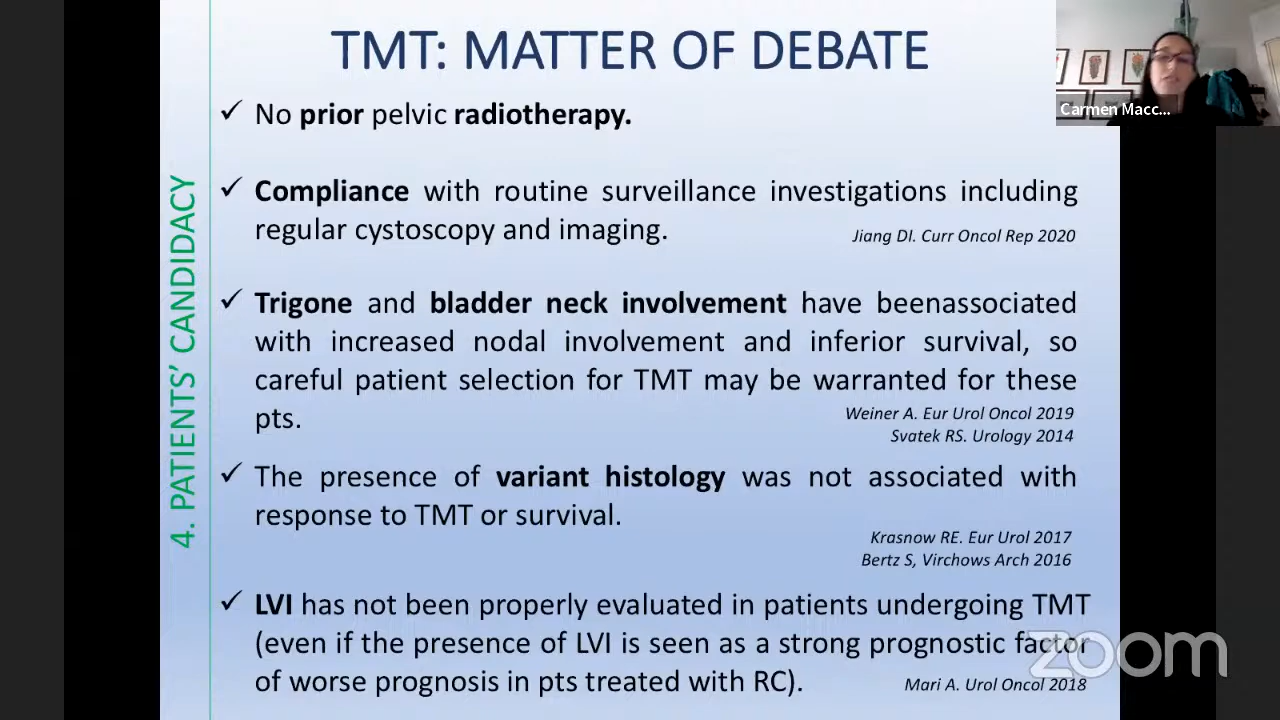 TMT: MATTER OF DEBATE
Carmen Macc...
4. PATIENTS' CANDIDACY
✓ No prior pelvic radiotherapy.
✓ Compliance with routine surveillance investigations including
regular cystoscopy and imaging.
Jiang DI. Curr Oncol Rep 2020
✓ Trigone and bladder neck involvement have beenassociated
with increased nodal involvement and inferior survival, so
careful patient selection for TMT may be warranted for these
pts.
Weiner A. Eur Urol Oncol 2019
Svatek RS. Urology 2014
✓ The presence of variant histology was not associated with
response to TMT or survival.
Krasnow RE. Eur Urol 2017
Bertz S, Virchows Arch 2016
✓ LVI has not been properly evaluated in patients undergoing TMT
(even if the presence of LVI is seen as a strong prognostic factor
of worse prognosis in pts treated with RC).
Mari A. Urol Oncol 2018
zoom